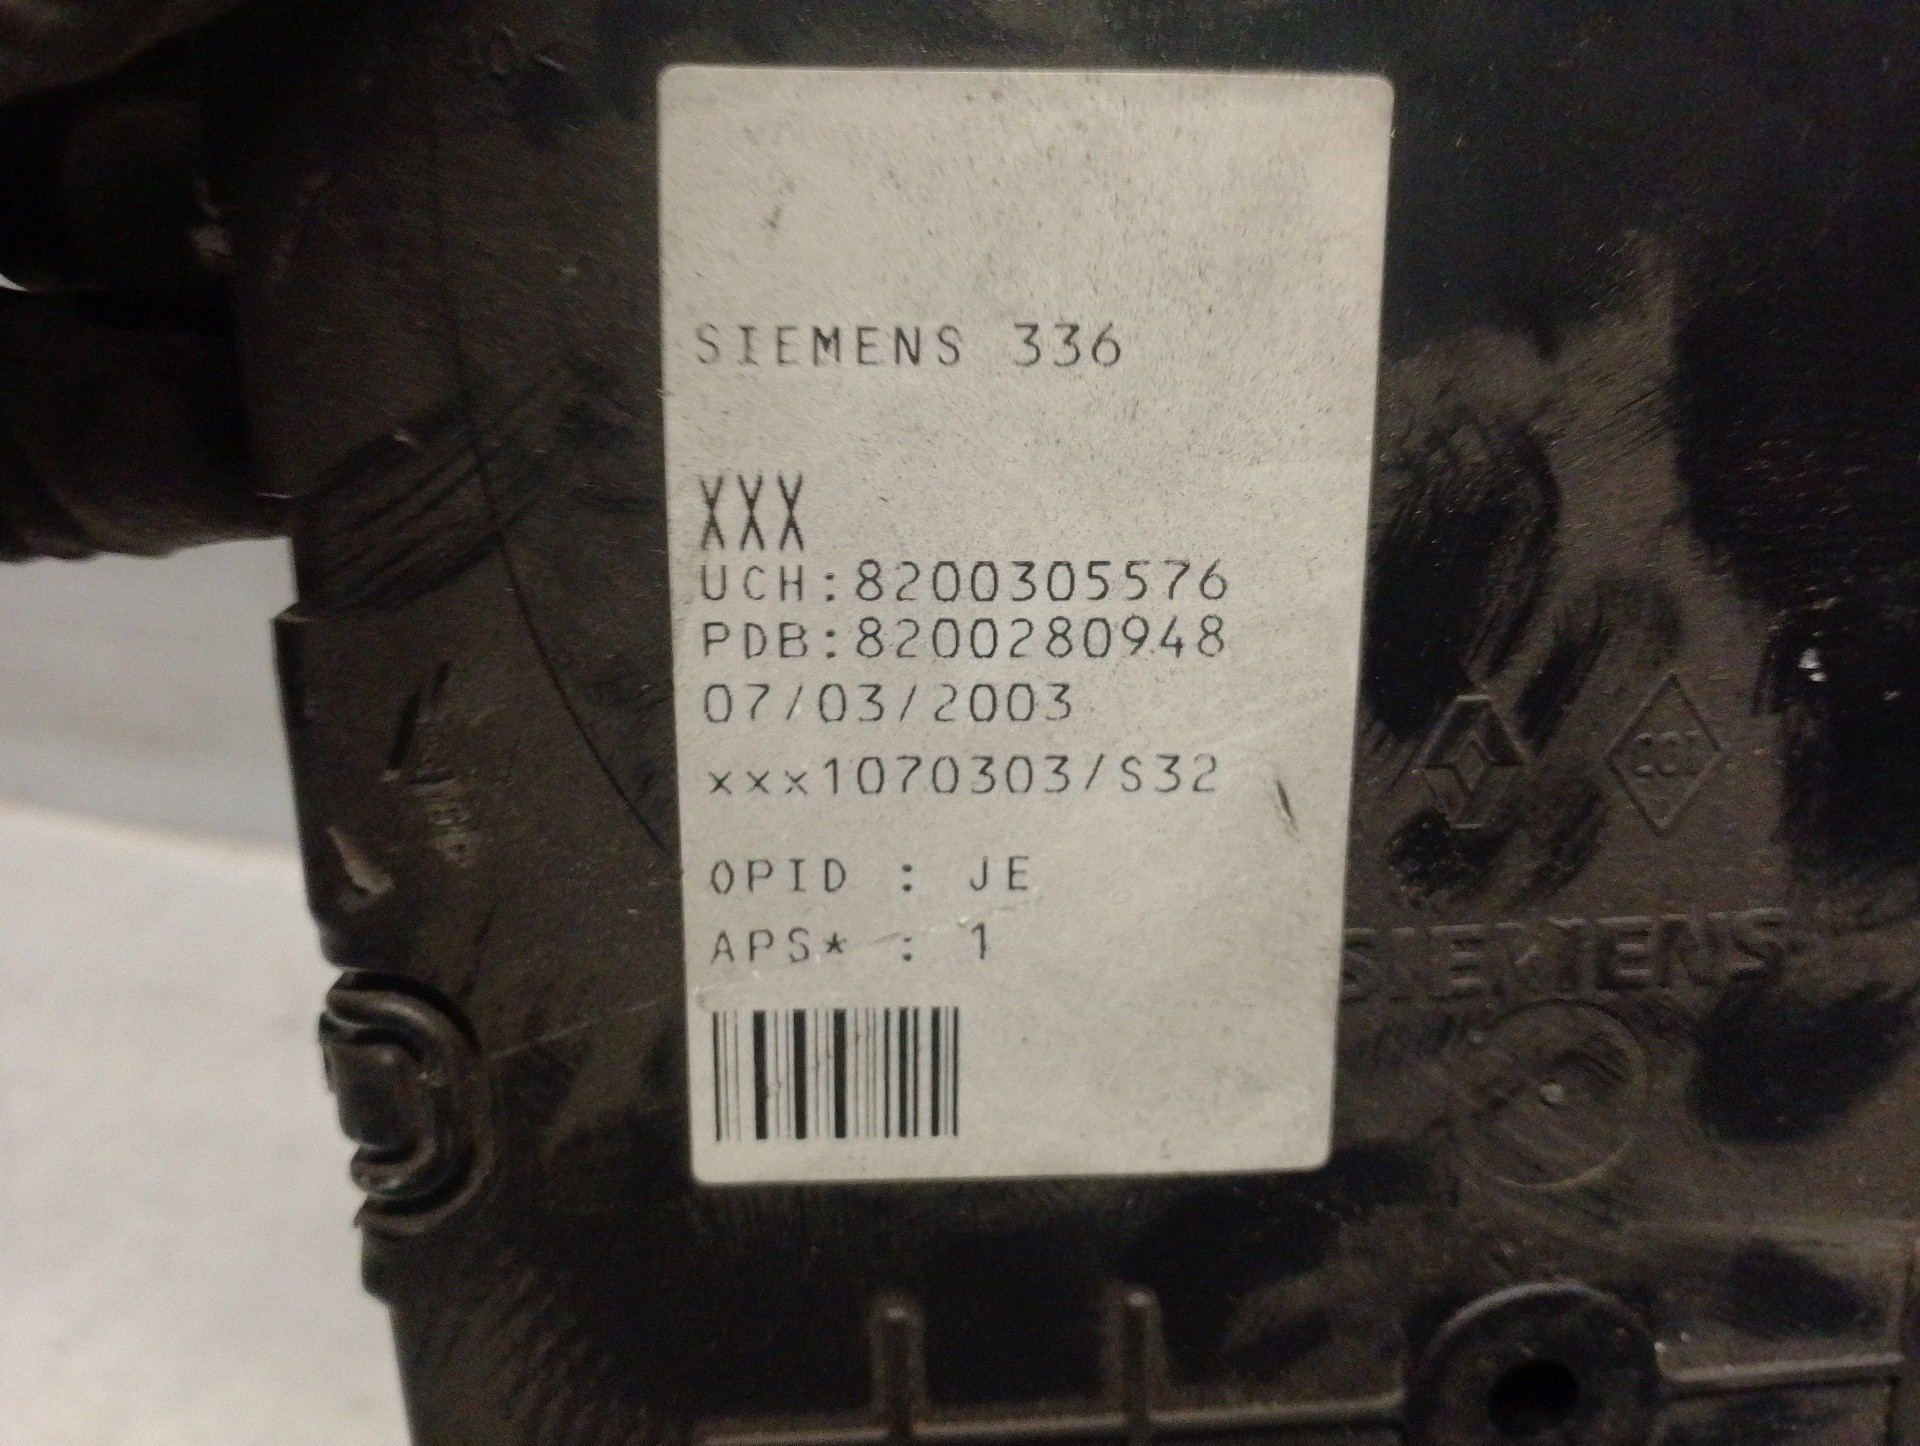 SIEMENS 336
XXX
UCH:8200305576
PDB:8200280948
07/03/2003
xxx1070303/S32
OPID : JE
APS* : 1
SIEMENS